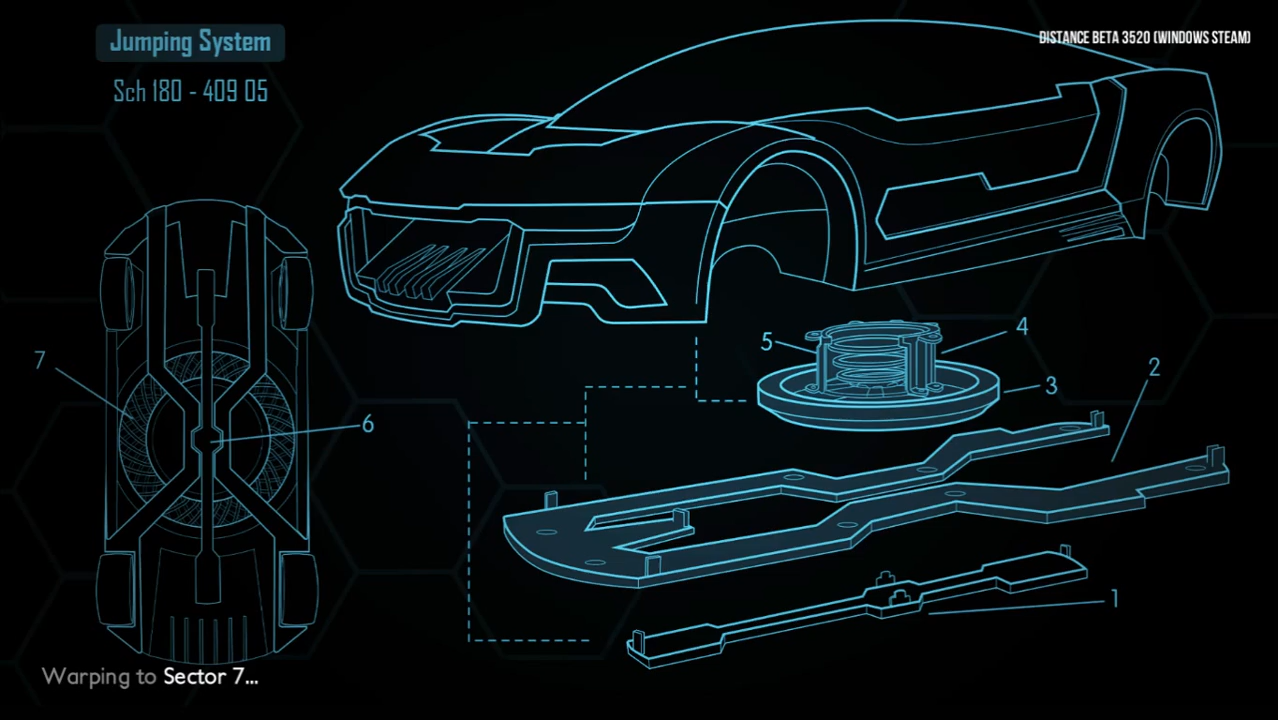 Jumping System
Sch 180 - 409 05
DISTANCE BETA 3520 (WINDOWS STEAM)
5
4
7
2
3
6
1
Warping to Sector 7...